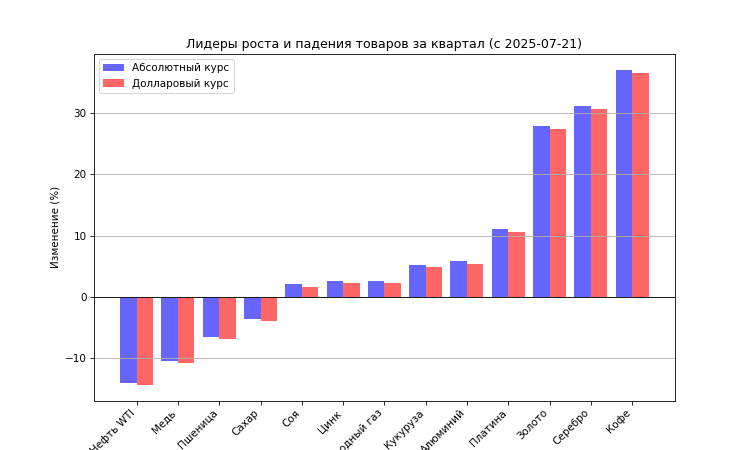 Лидеры роста и падения товаров за квартал (с 2025-07-21)
Абсолютный курс
Долларовый курс
Изменение (%)
30
20
10
0
−10
Нефть WTI
Медь
Пшеница
Сахар
Соя
Цинк
одный газ
Кукуруза
Алюминий
Платина
Золото
Серебро
Кофе